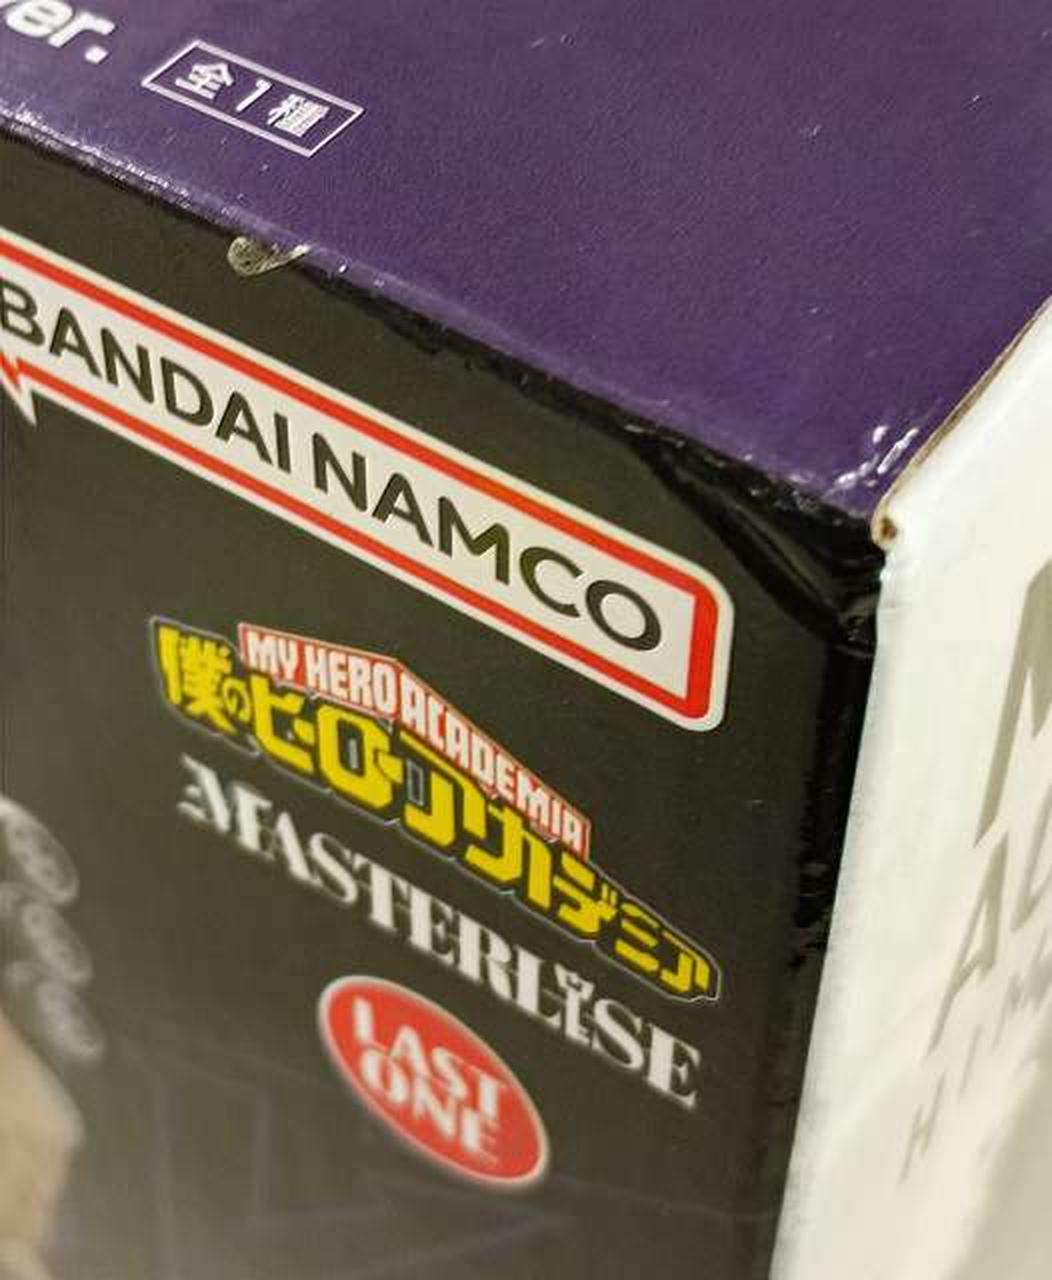 er.
全1種
BANDAI NAMCO
MY HERO ACADEMIA
僕のヒーローアカデミア
MASTERLISE
LAST
ONE